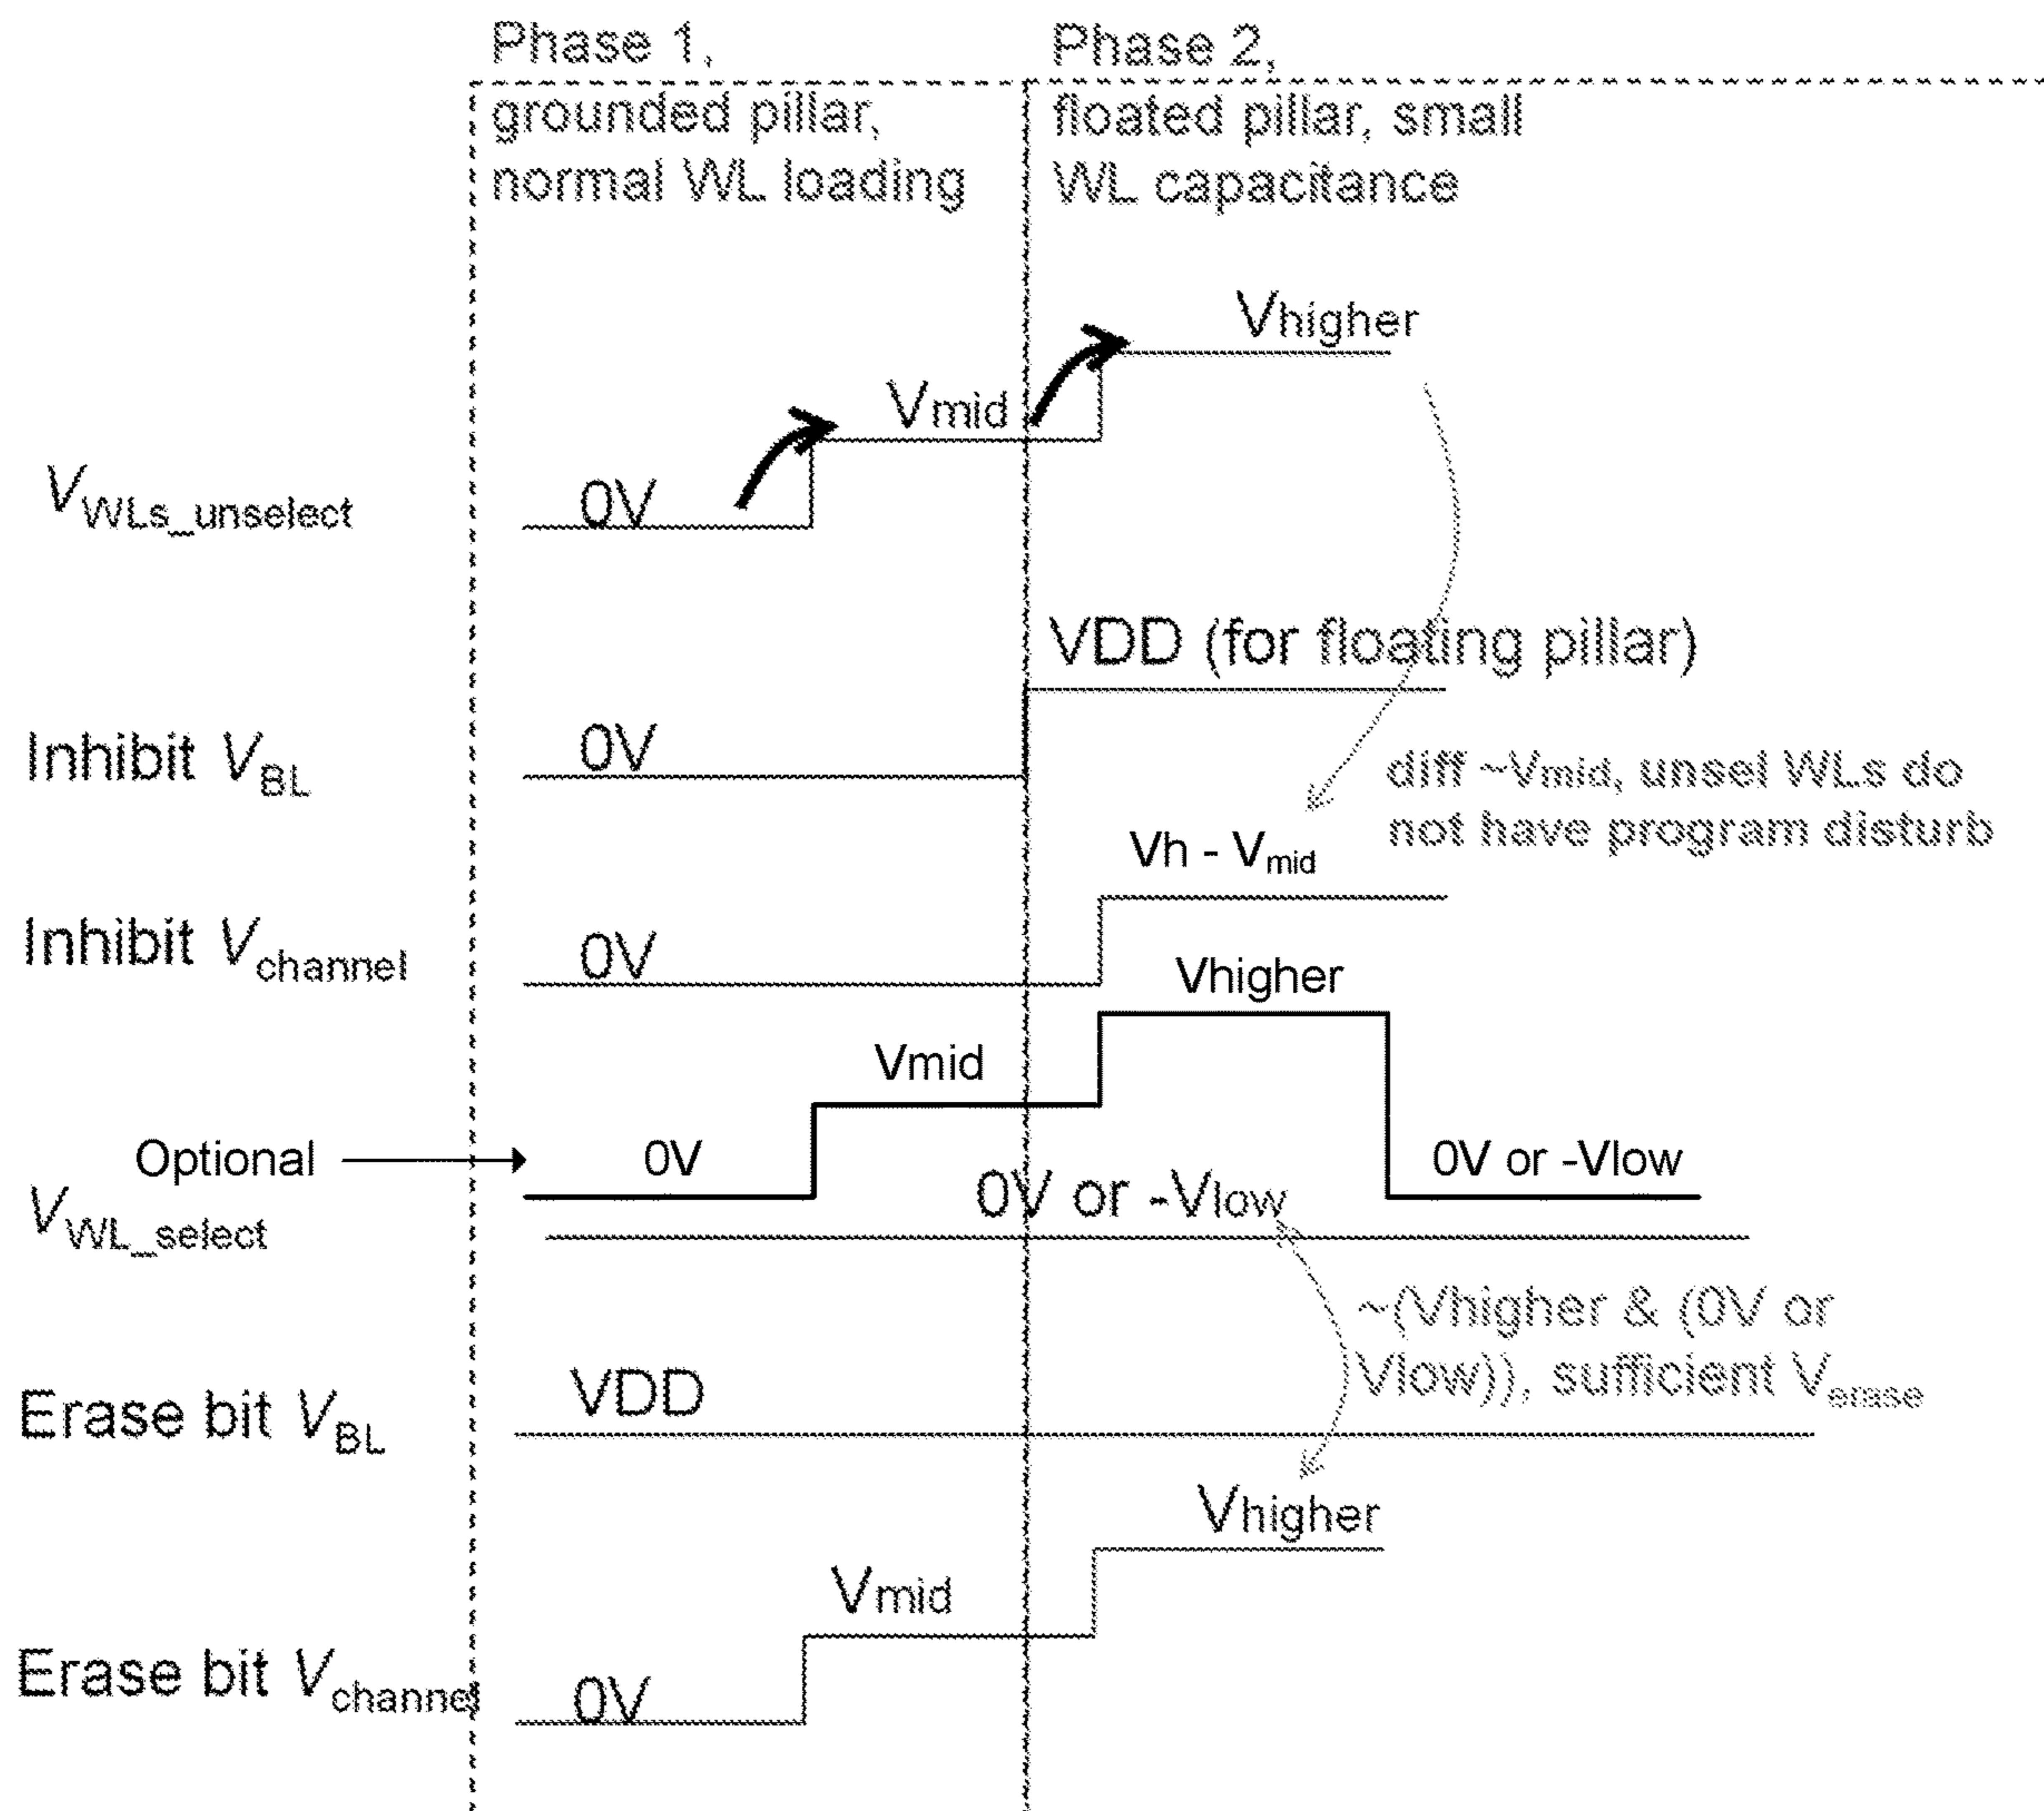 Phase 1,
grounded pillar,
normal WL loading
Phase 2,
floated pillar, small
WL capacitance
Vhigher
Vmid
VWLs_unselect
0V
VDD (for floating pillar)
Inhibit VBL
0V
diff ~Vmid, unsel WLs do
not have program disturb
Vh - Vmid
Inhibit Vchannel
0V
Vhigher
Vmid
Optional
0V
0V or -Vlow
0V or -Vlow
VWL_select
~(Vhigher & (0V or
Vlow)), sufficient Verase
Erase bit VBL
VDD
Vhigher
Vmid
Erase bit Vchannel
0V